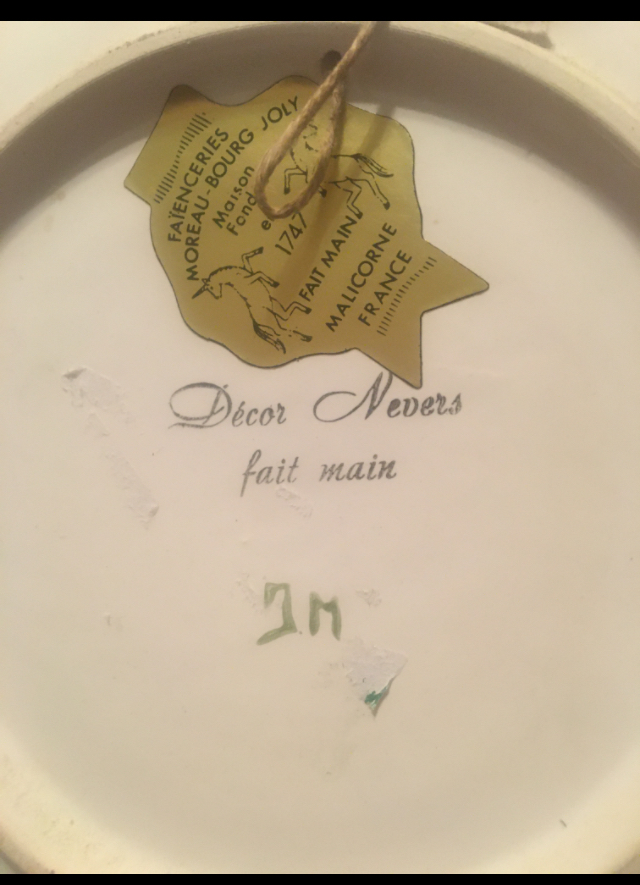 FAÏENCERIES
MOREAU-BOURG JOLY
Maison
Fond
e
1747
FAIT MAIN
MALICORNE
FRANCE
Décor Nevers
fait main
JM